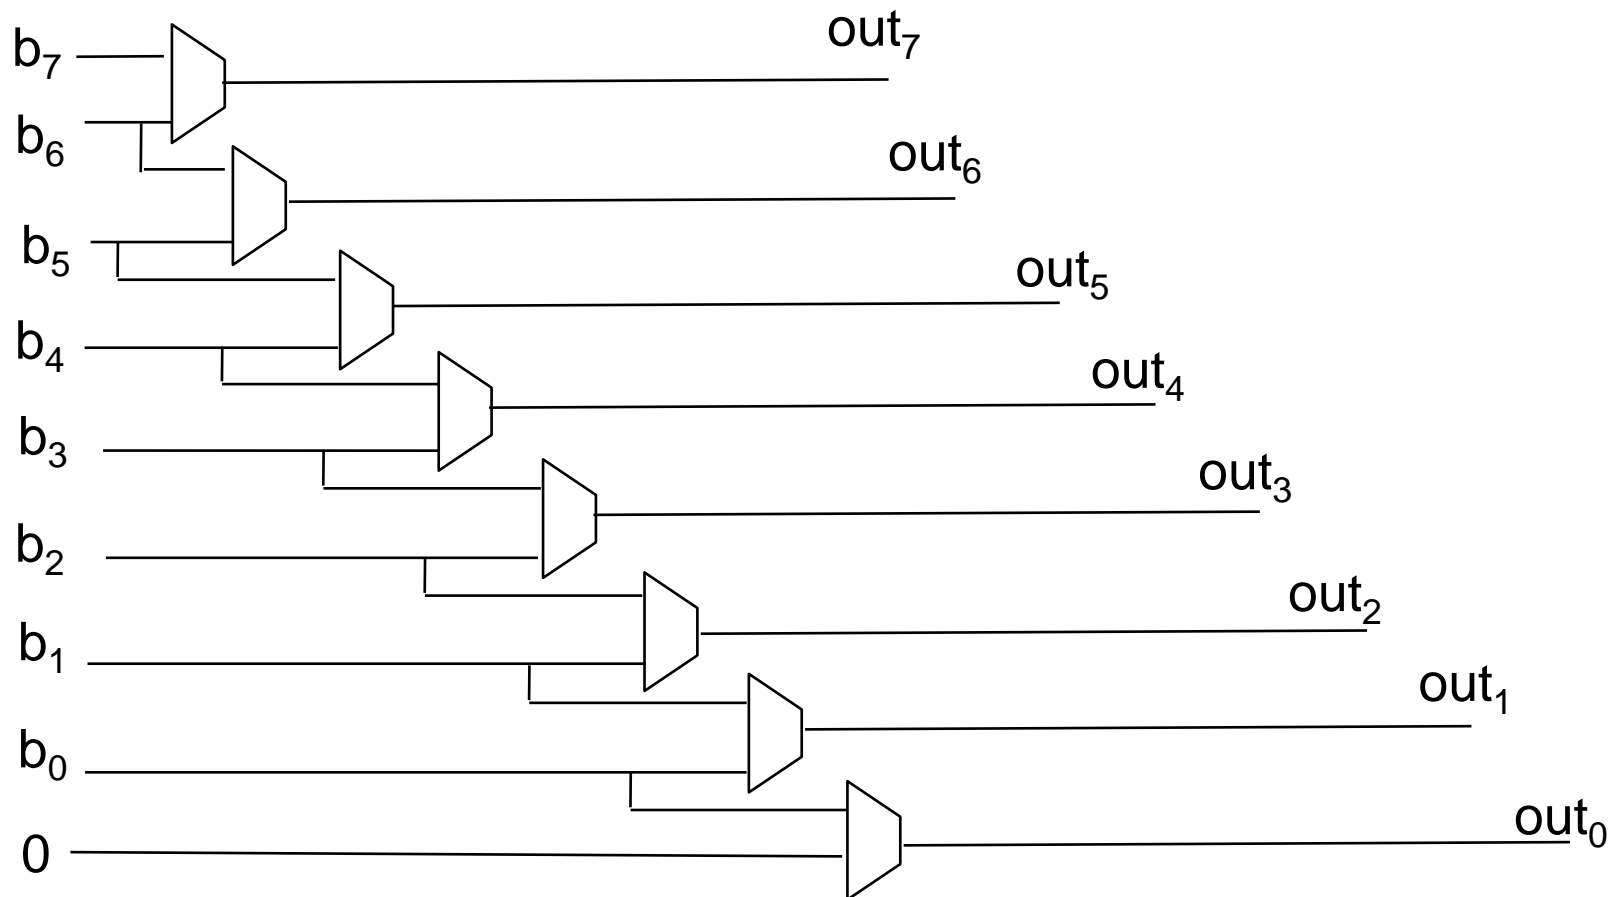 b₇
out₇
b₆
out₆
b₅
out₅
b₄
out₄
b₃
out₃
b₂
out₂
b₁
out₁
b₀
out₀
0